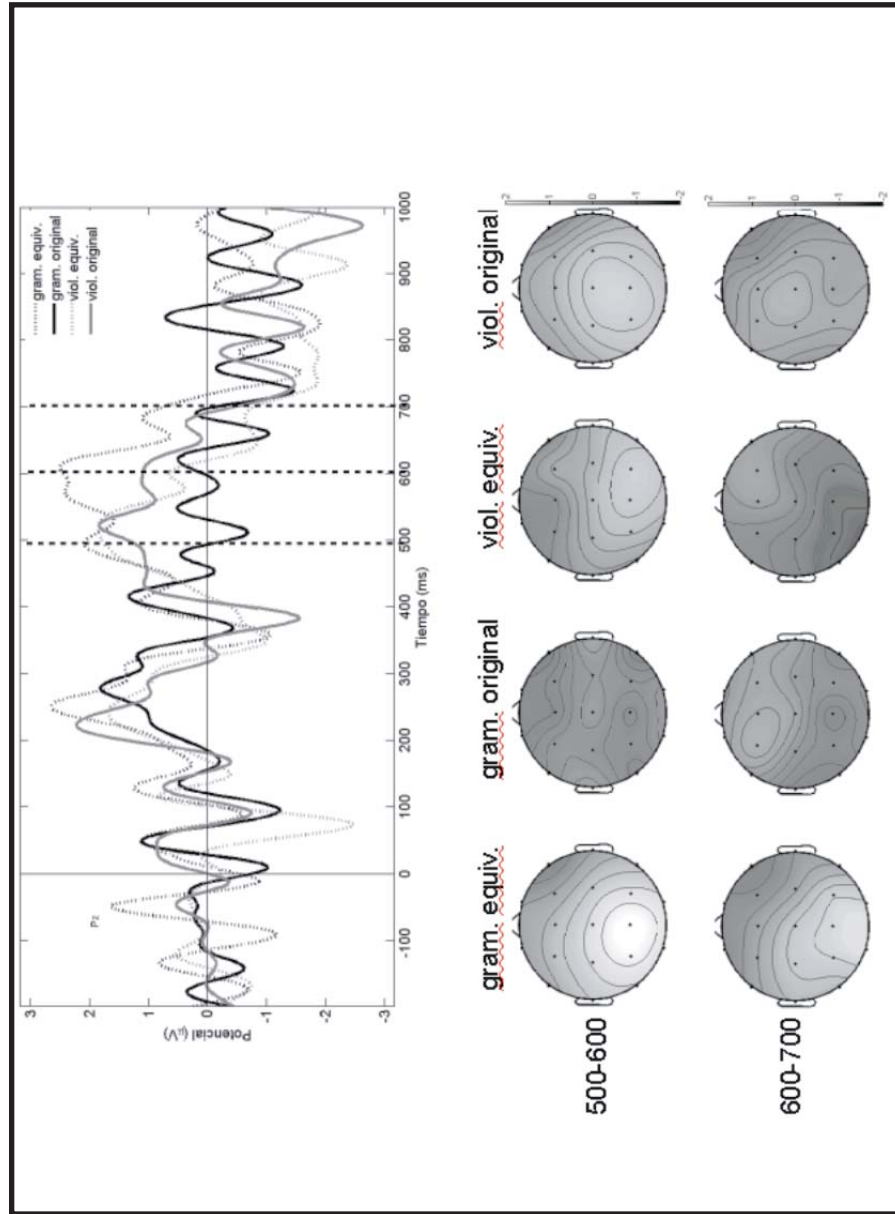 Pz
gram. equiv.
gram. original
viol. equiv.
viol. original
Potencial (µV)
3
2
1
0
-1
-2
-3
-100
0
100
200
300
400
500
600
700
800
900
1000
Tiempo (ms)
gram. equiv.
gram. original
viol. equiv.
viol. original
500-600
2
1
0
-1
-2
600-700
2
1
0
-1
-2